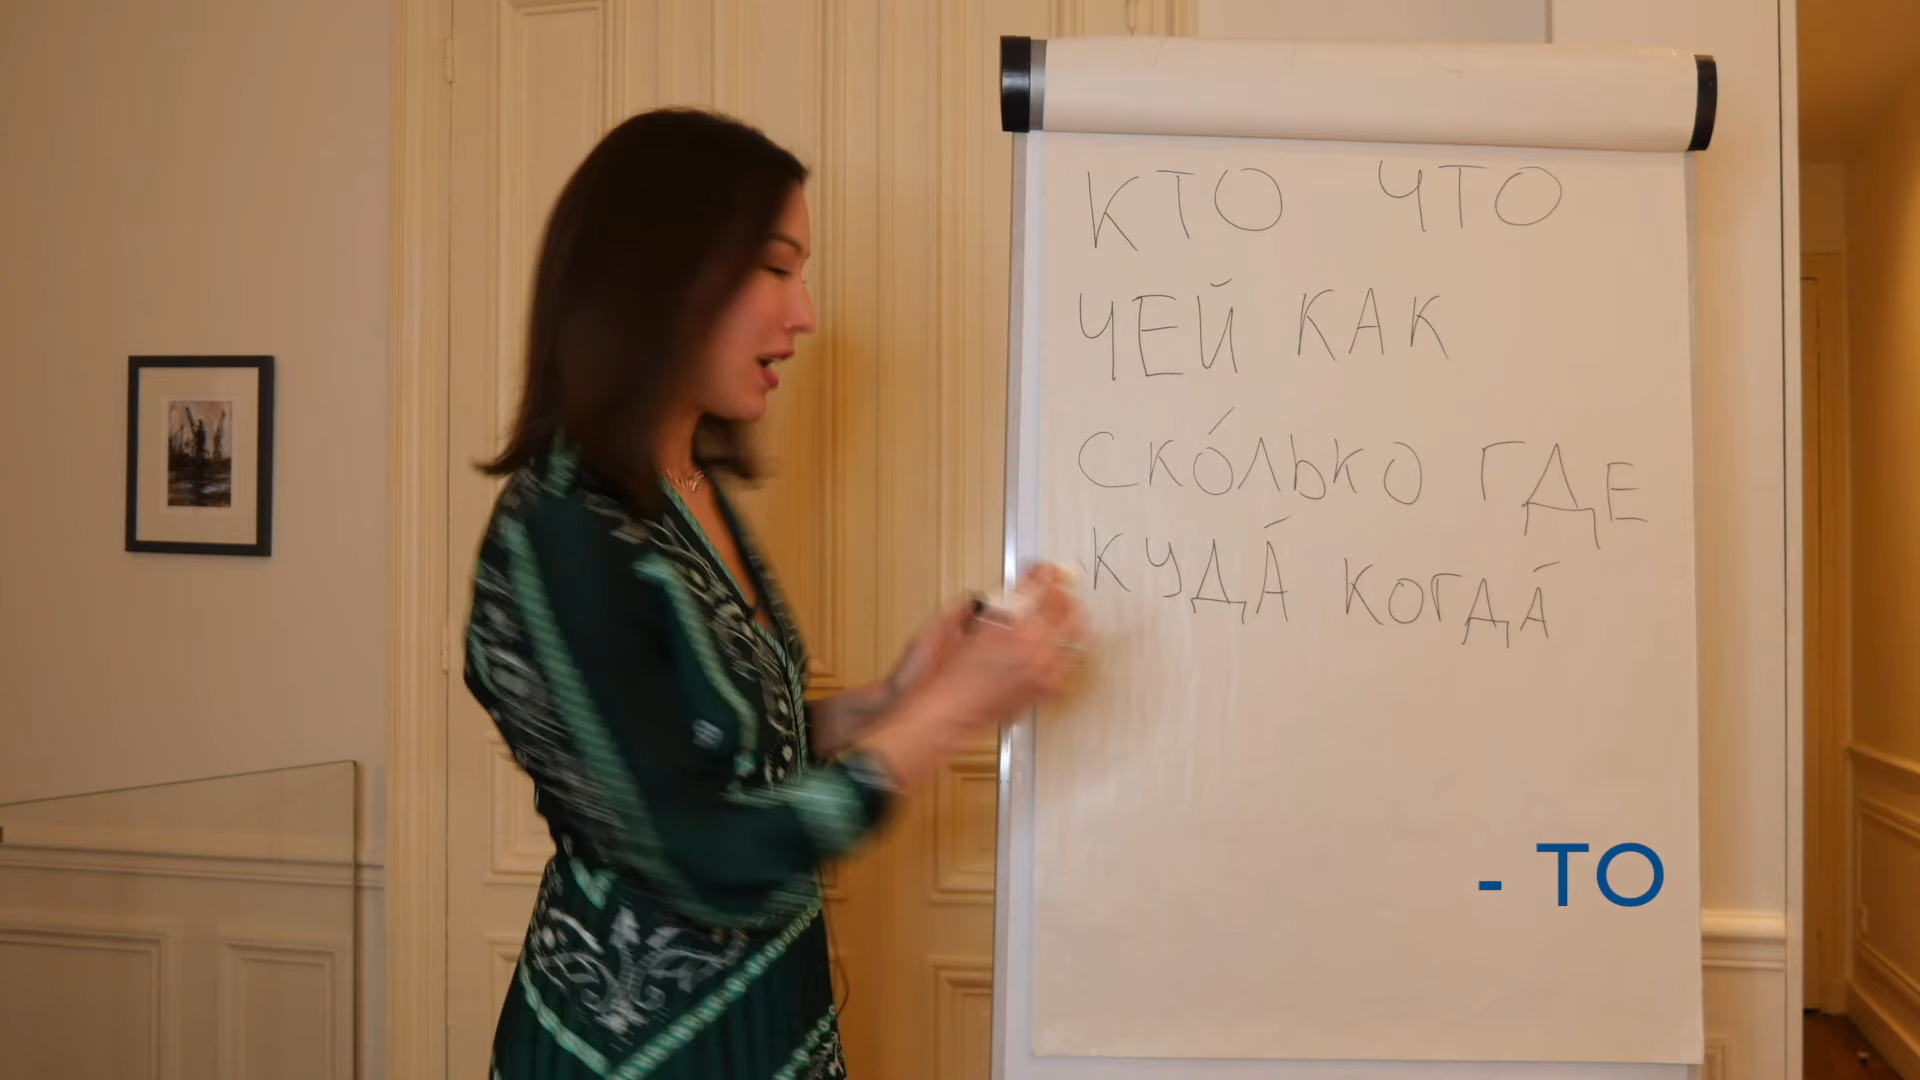 КТО ЧТО
ЧЕЙ КАК
СКО́ЛЬКО ГДЕ
КУДА́ КОГДА́
- ТО